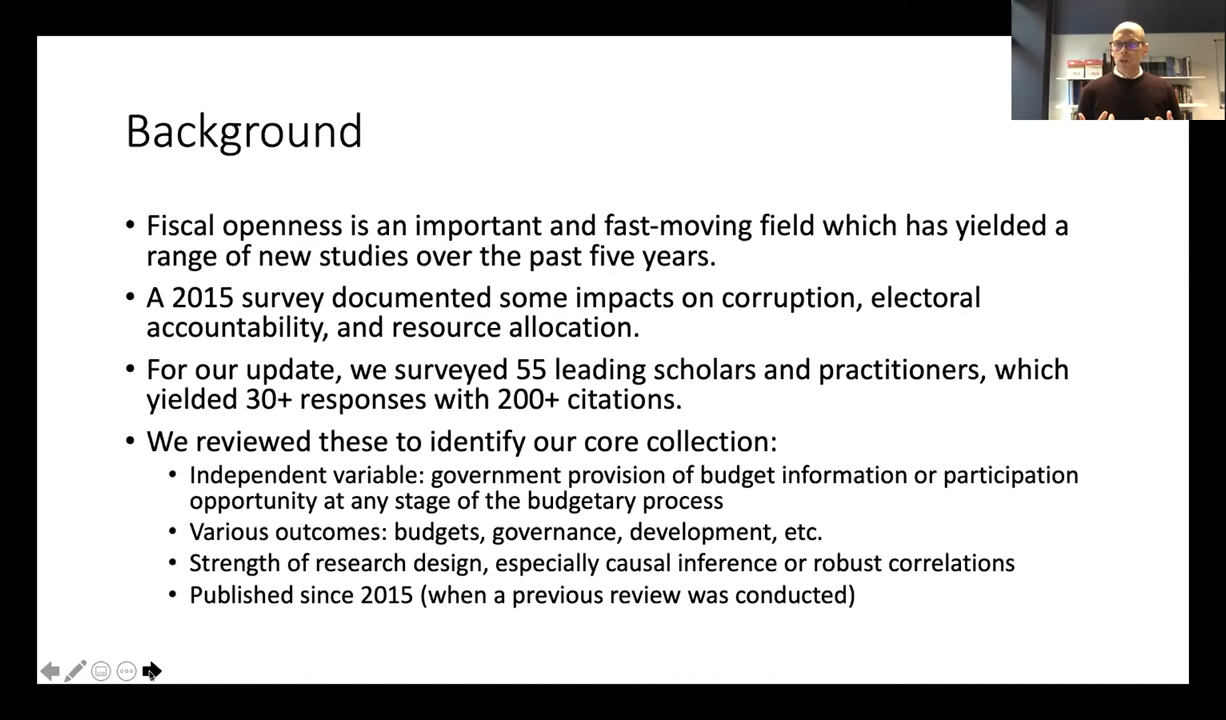 Background
• Fiscal openness is an important and fast-moving field which has yielded a
range of new studies over the past five years.
• A 2015 survey documented some impacts on corruption, electoral
accountability, and resource allocation.
• For our update, we surveyed 55 leading scholars and practitioners, which
yielded 30+ responses with 200+ citations.
• We reviewed these to identify our core collection:
• Independent variable: government provision of budget information or participation
opportunity at any stage of the budgetary process
• Various outcomes: budgets, governance, development, etc.
• Strength of research design, especially causal inference or robust correlations
• Published since 2015 (when a previous review was conducted)